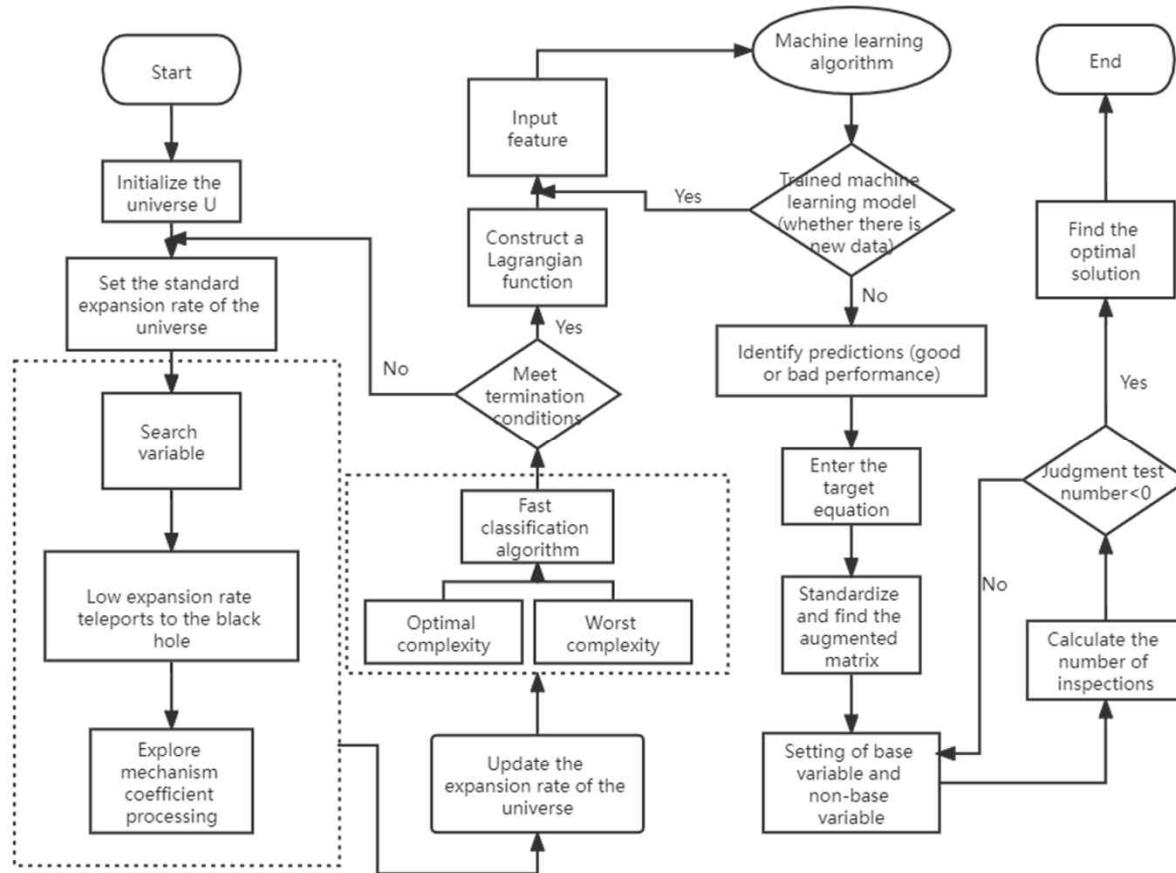 Start
Initialize the
universe U
Set the standard
expansion rate of the
universe
Search
variable
Low expansion rate
teleports to the black
hole
Explore
mechanism
coefficient
processing
Input
feature
Construct a
Lagrangian
function
Yes
No
Meet
termination
conditions
Fast
classification
algorithm
Optimal
complexity
Worst
complexity
Update the
expansion rate of the
universe
Machine learning
algorithm
Yes
Trained machine
learning model
(whether there is
new data)
No
Identify predictions (good
or bad performance)
Enter the
target
equation
Standardize
and find the
augmented
matrix
Setting of base
variable and
non-base
variable
End
Find the
optimal
solution
Yes
Judgment test
number<0
No
Calculate the
number of
inspections